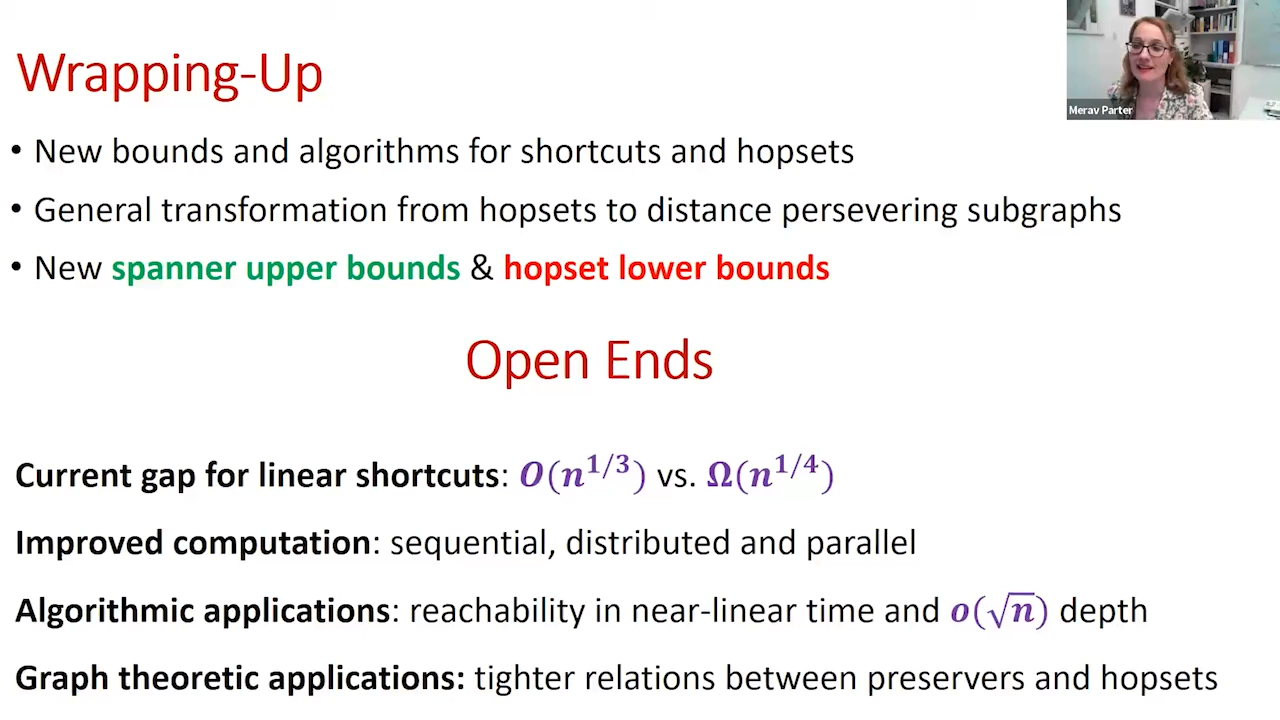 Wrapping-Up
Merav Parter
• New bounds and algorithms for shortcuts and hopsets
• General transformation from hopsets to distance persevering subgraphs
• New spanner upper bounds & hopset lower bounds
Open Ends
Current gap for linear shortcuts: O(n^{1/3}) vs. Ω(n^{1/4})
Improved computation: sequential, distributed and parallel
Algorithmic applications: reachability in near-linear time and o(√n) depth
Graph theoretic applications: tighter relations between preservers and hopsets